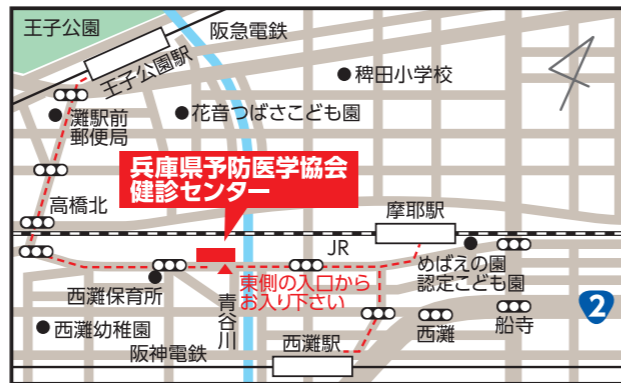 王子公園
阪急電鉄
王子公園駅
稗田小学校
灘駅前
郵便局
花音つばさこども園
兵庫県予防医学協会
健診センター
高橋北
摩耶駅
JR
めばえの園
認定こども園
東側の入口から
お入り下さい
西灘保育所
青谷川
西灘幼稚園
西灘駅
西灘
船寺
2
阪神電鉄